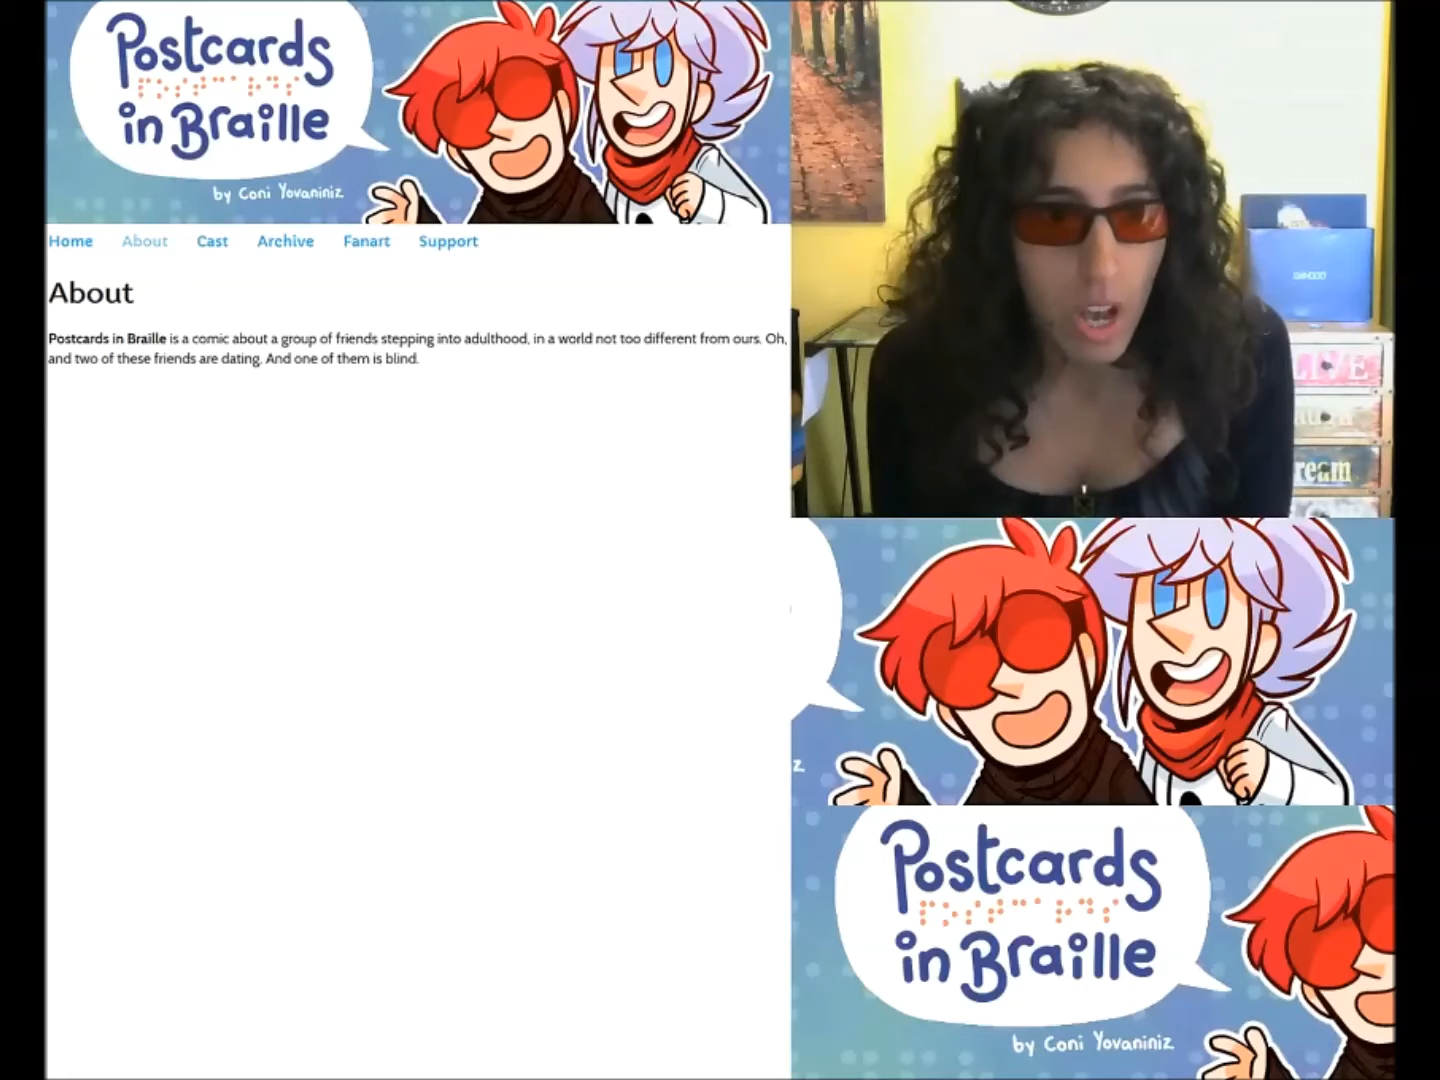 Postcards
in Braille
by Coni Yovaniniz
Home About Cast Archive Fanart Support
About
Postcards in Braille is a comic about a group of friends stepping into adulthood, in a world not too different from ours. Oh,
and two of these friends are dating. And one of them is blind.
LIVE
ream
z
Postcards
in Braille
by Coni Yovaniniz